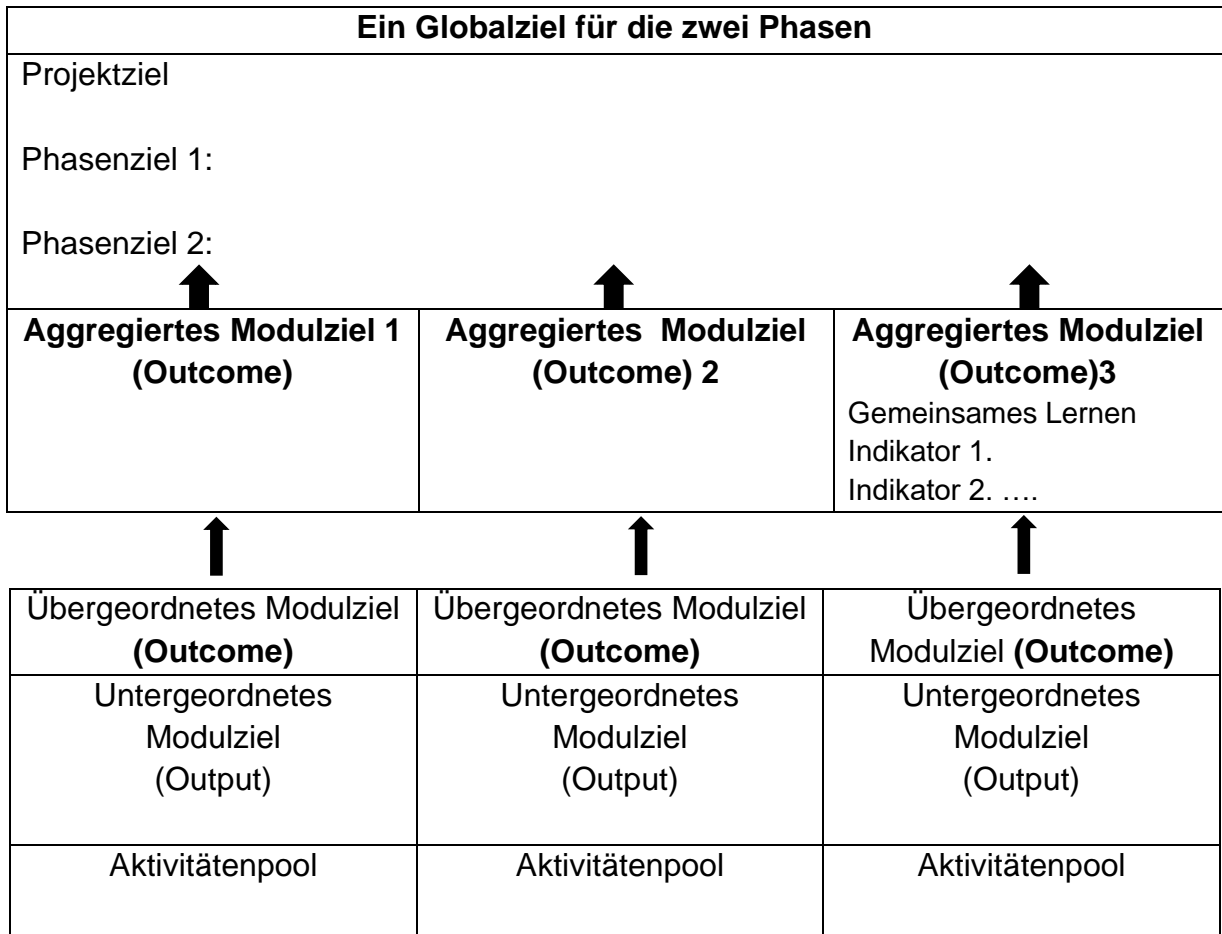 Ein Globalziel für die zwei Phasen
Projektziel
Phasenziel 1:
Phasenziel 2:
Aggregiertes Modulziel 1
(Outcome)
Aggregiertes Modulziel
(Outcome) 2
Aggregiertes Modulziel
(Outcome)3
Gemeinsames Lernen
Indikator 1.
Indikator 2. ….
Übergeordnetes Modulziel
(Outcome)
Übergeordnetes Modulziel
(Outcome)
Übergeordnetes
Modulziel (Outcome)
Untergeordnetes
Modulziel
(Output)
Untergeordnetes
Modulziel
(Output)
Untergeordnetes
Modulziel
(Output)
Aktivitätenpool
Aktivitätenpool
Aktivitätenpool